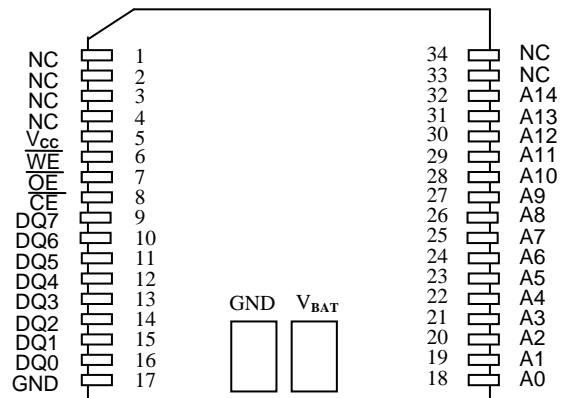 NC 1 34 NC
NC 2 33 NC
NC 3 32 A14
NC 4 31 A13
Vcc 5 30 A12
WE 6 29 A11
OE 7 28 A10
CE 8 27 A9
DQ7 9 26 A8
DQ6 10 25 A7
DQ5 11 24 A6
DQ4 12 23 A5
DQ3 13 22 A4
DQ2 14 21 A3
DQ1 15 20 A2
DQ0 16 19 A1
GND 17 18 A0
GND VBAT